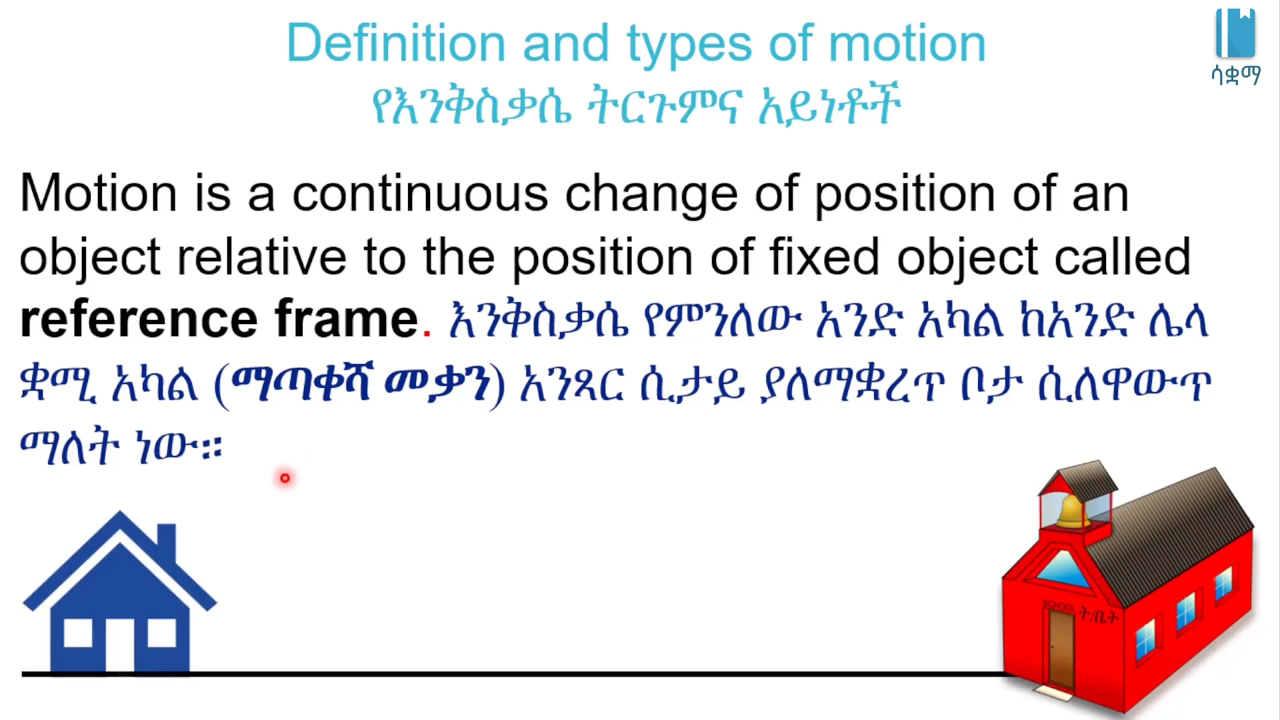 Definition and types of motion
የእንቅስቃሴ ትርጉምና አይነቶች
ሳቋማ
Motion is a continuous change of position of an
object relative to the position of fixed object called
reference frame. እንቅስቃሴ የምንለው አንድ አካል ከአንድ ሌላ
ቋሚ አካል (ማጣቀሻ መቃን) አንጻር ሲታይ ያለማቋረጥ ቦታ ሲለዋውጥ
ማለት ነው።
SCHOOL ት/ቤት